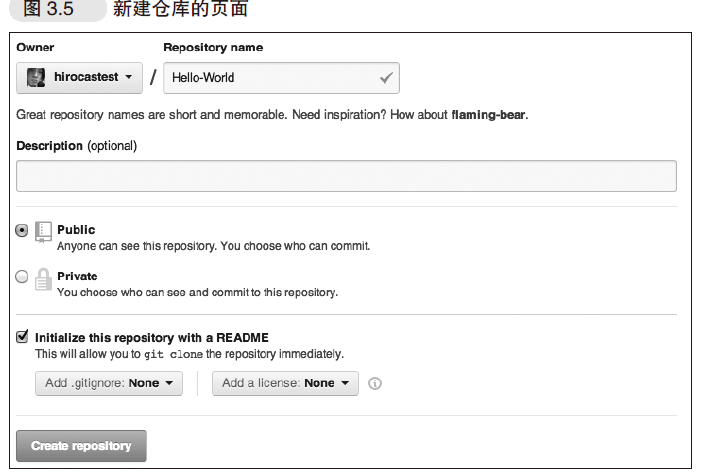 图 3.5 新建仓库的页面
Owner Repository name
hirocastest / Hello-World
Great repository names are short and memorable. Need inspiration? How about flaming-bear.
Description (optional)
Public
Anyone can see this repository. You choose who can commit.
Private
You choose who can see and commit to this repository.
Initialize this repository with a README
This will allow you to git clone the repository immediately.
Add .gitignore: None Add a license: None
Create repository